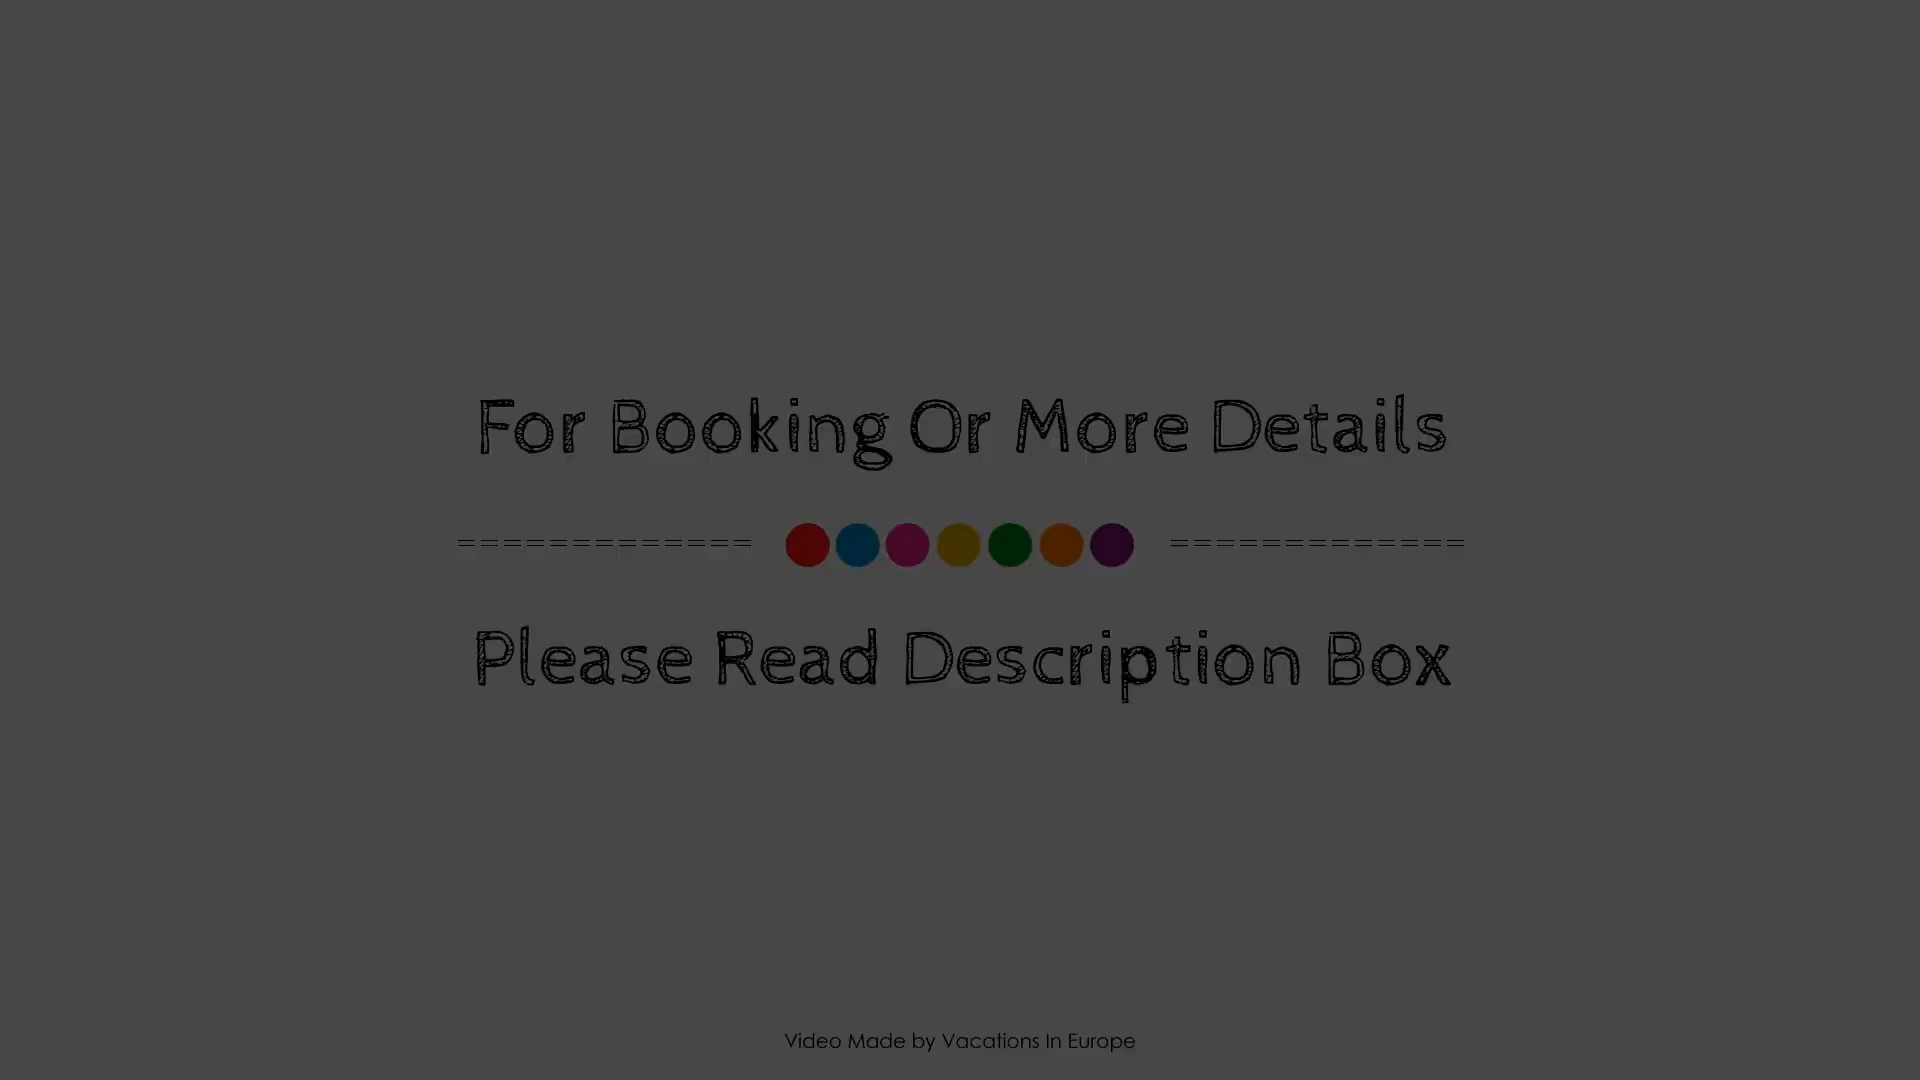 For Booking Or More Details
============= =============
Please Read Description Box
Video Made by Vacations In Europe